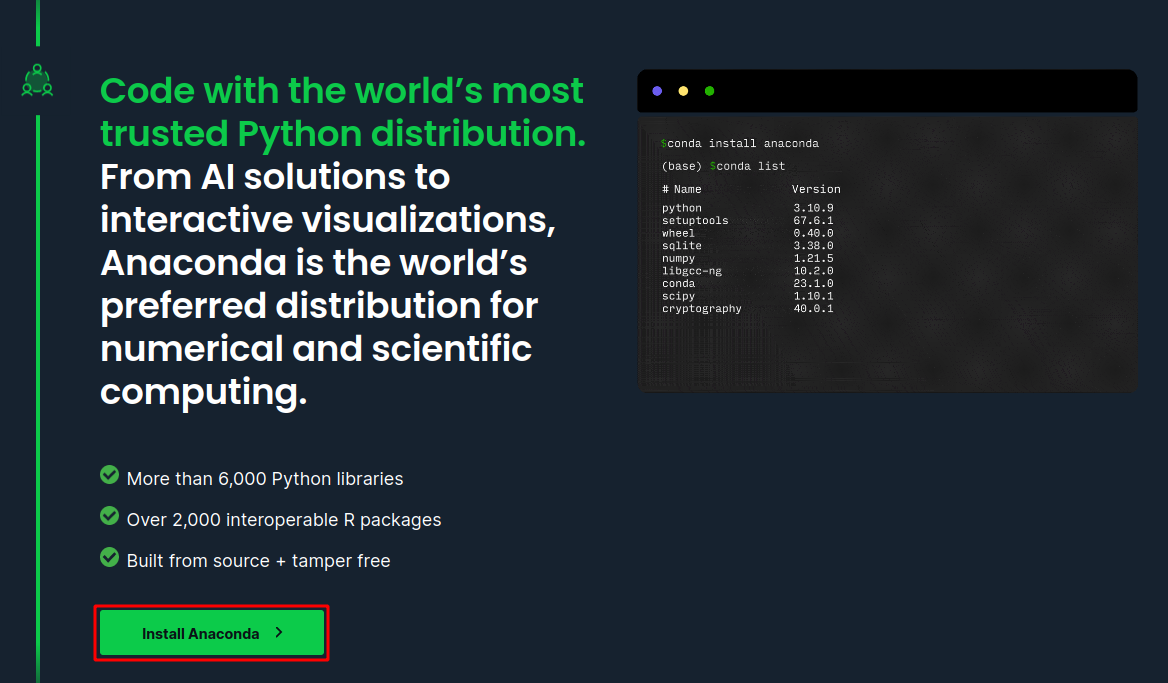 Code with the world's most
trusted Python distribution.
From AI solutions to
interactive visualizations,
Anaconda is the world's
preferred distribution for
numerical and scientific
computing.
More than 6,000 Python libraries
Over 2,000 interoperable R packages
Built from source + tamper free
Install Anaconda
$conda install anaconda
(base) $conda list
# Name Version
python 3.10.9
setuptools 67.6.1
wheel 0.40.0
sqlite 3.38.0
numpy 1.21.5
libgcc-ng 10.2.0
conda 23.1.0
scipy 1.10.1
cryptography 40.0.1